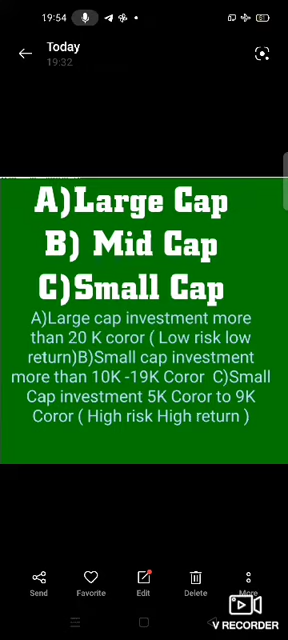 19:54
Today
19:32
A)Large Cap
B) Mid Cap
C)Small Cap
A)Large cap investment more
than 20 K coror ( Low risk low
return)B)Small cap investment
more than 10K -19K Coror C)Small
Cap investment 5K Coror to 9K
Coror ( High risk High return )
Send Favorite Edit Delete More
V RECORDER